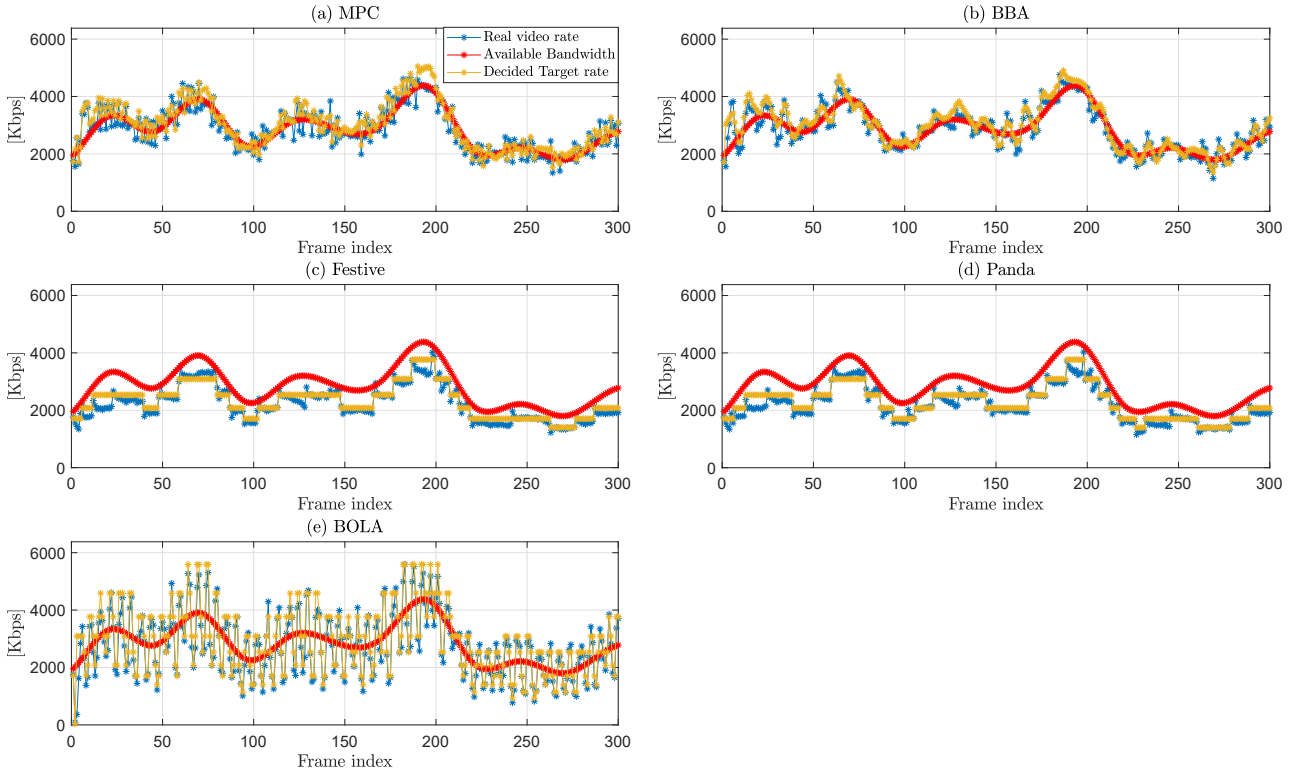 (a) MPC
[Kbps]
6000
4000
2000
0
Real video rate
Available Bandwidth
Decided Target rate
0 50 100 150 200 250 300
Frame index
(b) BBA
[Kbps]
6000
4000
2000
0
0 50 100 150 200 250 300
Frame index
(c) Festive
[Kbps]
6000
4000
2000
0
0 50 100 150 200 250 300
Frame index
(d) Panda
[Kbps]
6000
4000
2000
0
0 50 100 150 200 250 300
Frame index
(e) BOLA
[Kbps]
6000
4000
2000
0
0 50 100 150 200 250 300
Frame index